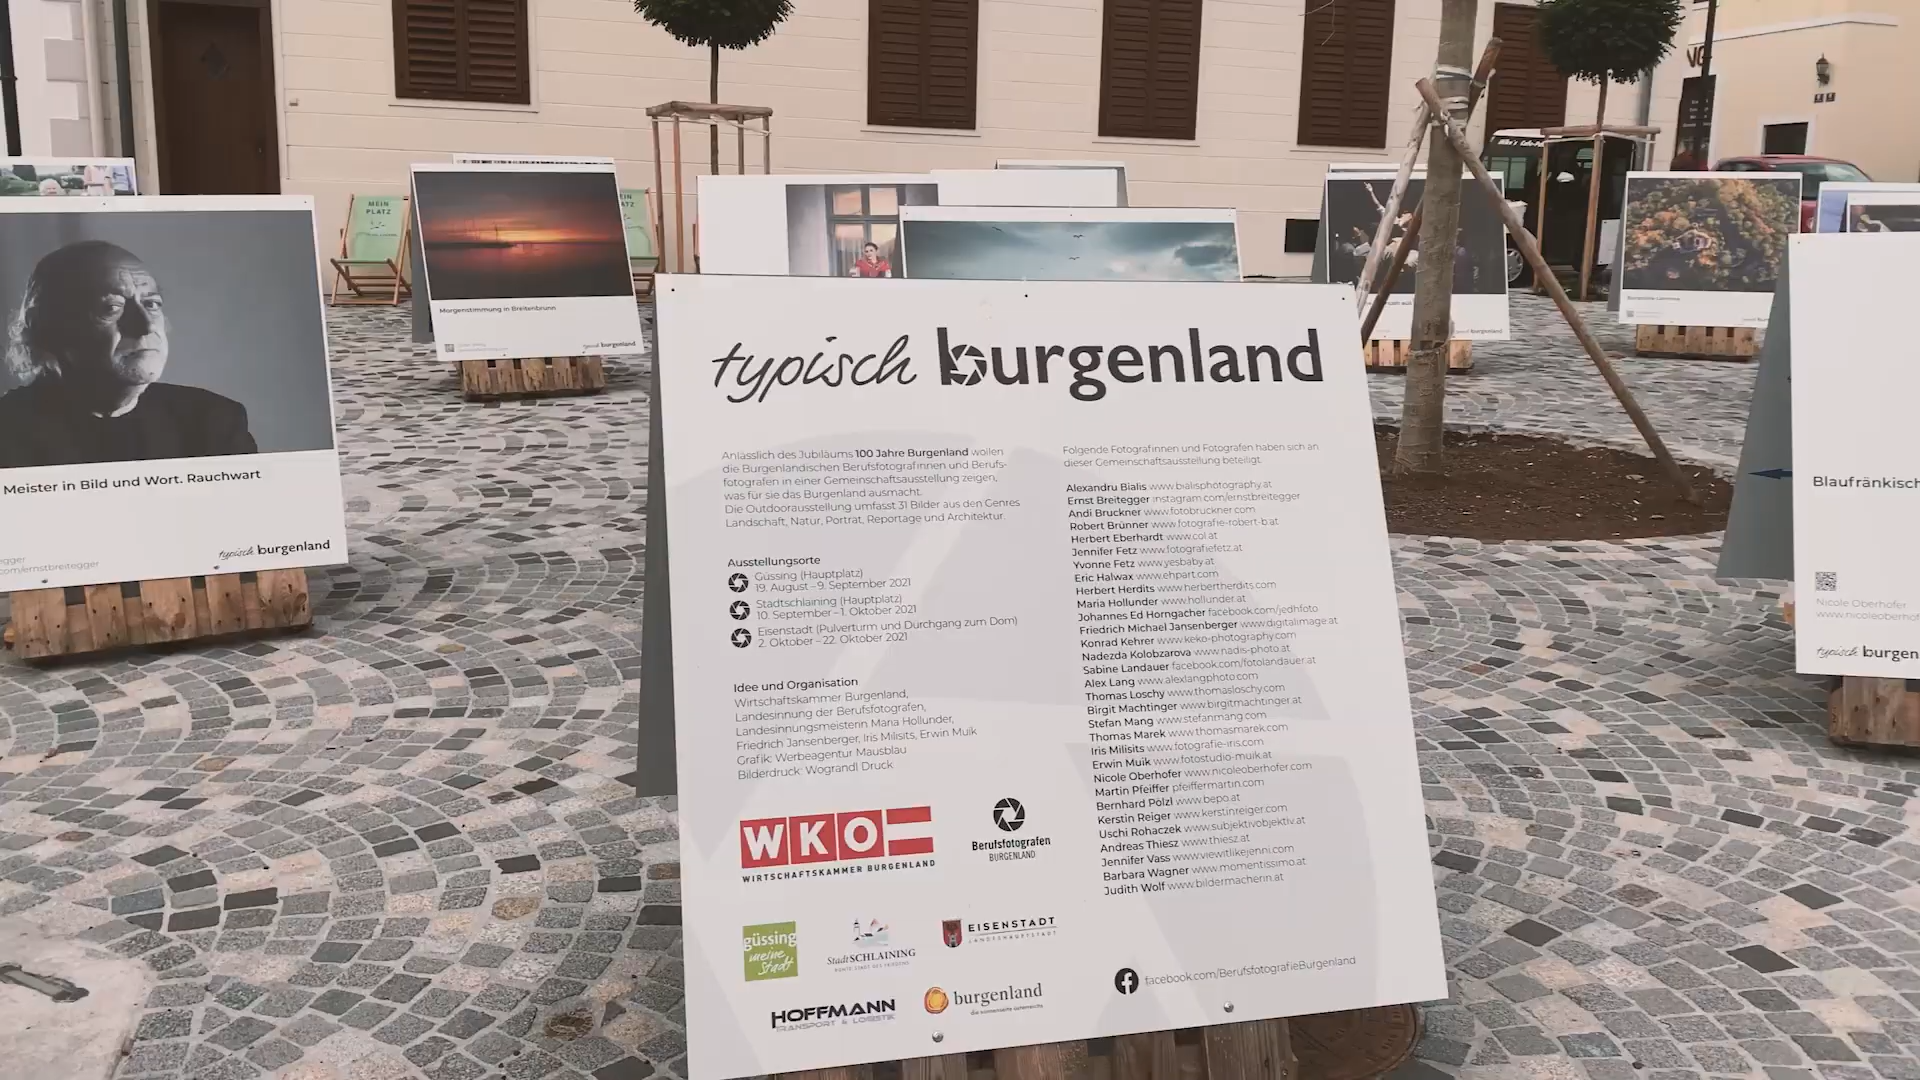 typisch burgenland
Anlässlich des Jubiläums 100 Jahre Burgenland wollen
die Burgenländischen Berufsfotografinnen und Berufs-
fotografen in einer Gemeinschaftsausstellung zeigen,
was für sie das Burgenland ausmacht.
Die Outdoorausstellung umfasst 31 Bilder aus den Genres
Landschaft, Natur, Porträt, Reportage und Architektur.
Ausstellungsorte
Güssing (Hauptplatz)
19. August – 9. September 2021
Stadtschlaining (Hauptplatz)
10. September – 1. Oktober 2021
Eisenstadt (Pulverturm und Durchgang zum Dom)
2. Oktober – 22. Oktober 2021
Idee und Organisation
Wirtschaftskammer Burgenland,
Landesinnung der Berufsfotografen,
Landesinnungsmeisterin Maria Hollunder,
Friedrich Jansenberger, Iris Milisits, Erwin Muik
Grafik: Werbeagentur Mausblau
Bilderdruck: Wograndl Druck
WKO
WIRTSCHAFTSKAMMER BURGENLAND
Berufsfotografen
BURGENLAND
güssing
meine
Stadt
StadtSCHLAINING
EISENSTADT
LANDESHAUPTSTADT
HOFFMANN
TRANSPORT & LOGISTIK
burgenland
die sonnenseite österreichs
Folgende Fotografinnen und Fotografen haben sich an
dieser Gemeinschaftsausstellung beteiligt.
Alexandru Bialis www.bialisphotography.at
Ernst Breitegger instagram.com/ernstbreitegger
Andi Bruckner www.fotobruckner.com
Robert Brünner www.fotografie-robert-b.at
Herbert Eberhardt www.col.at
Jennifer Fetz www.fotografiefetz.at
Yvonne Fetz www.yesbaby.at
Eric Halwax www.ehpart.com
Herbert Herdits www.herbertherdits.com
Maria Hollunder www.hollunder.at
Johannes Ed Horngacher facebook.com/jedhfoto
Friedrich Michael Jansenberger www.digitalimage.at
Konrad Kehrer www.keko-photography.com
Nadezda Kolobzarova www.nadis-photo.at
Sabine Landauer facebook.com/fotolandauer.at
Alex Lang www.alexlangphoto.com
Thomas Loschy www.thomasloschy.com
Birgit Machtinger www.birgitmachtinger.at
Stefan Mang www.stefanmang.com
Thomas Marek www.thomasmarek.com
Iris Milisits www.fotografie-iris.com
Erwin Muik www.fotostudio-muik.at
Nicole Oberhofer www.nicoleoberhofer.com
Martin Pfeiffer pfeiffermartin.com
Bernhard Pölzl www.bepo.at
Kerstin Reiger www.kerstinreiger.com
Uschi Rohaczek www.subjektivobjektiv.at
Andreas Thiesz www.thiesz.at
Jennifer Vass www.viewitlikejenni.com
Barbara Wagner www.momentissimo.at
Judith Wolf www.bildermacherin.at
facebook.com/BerufsfotografieBurgenland
Meister in Bild und Wort. Rauchwart
egger
com/ernstbreitegger
typisch burgenland
MEIN
PLATZ
Morgenstimmung in Breitenbrunn
typisch burgenland
Blaufränkisch
Nicole Oberhofer
www.nicoleoberhof
typisch burgen